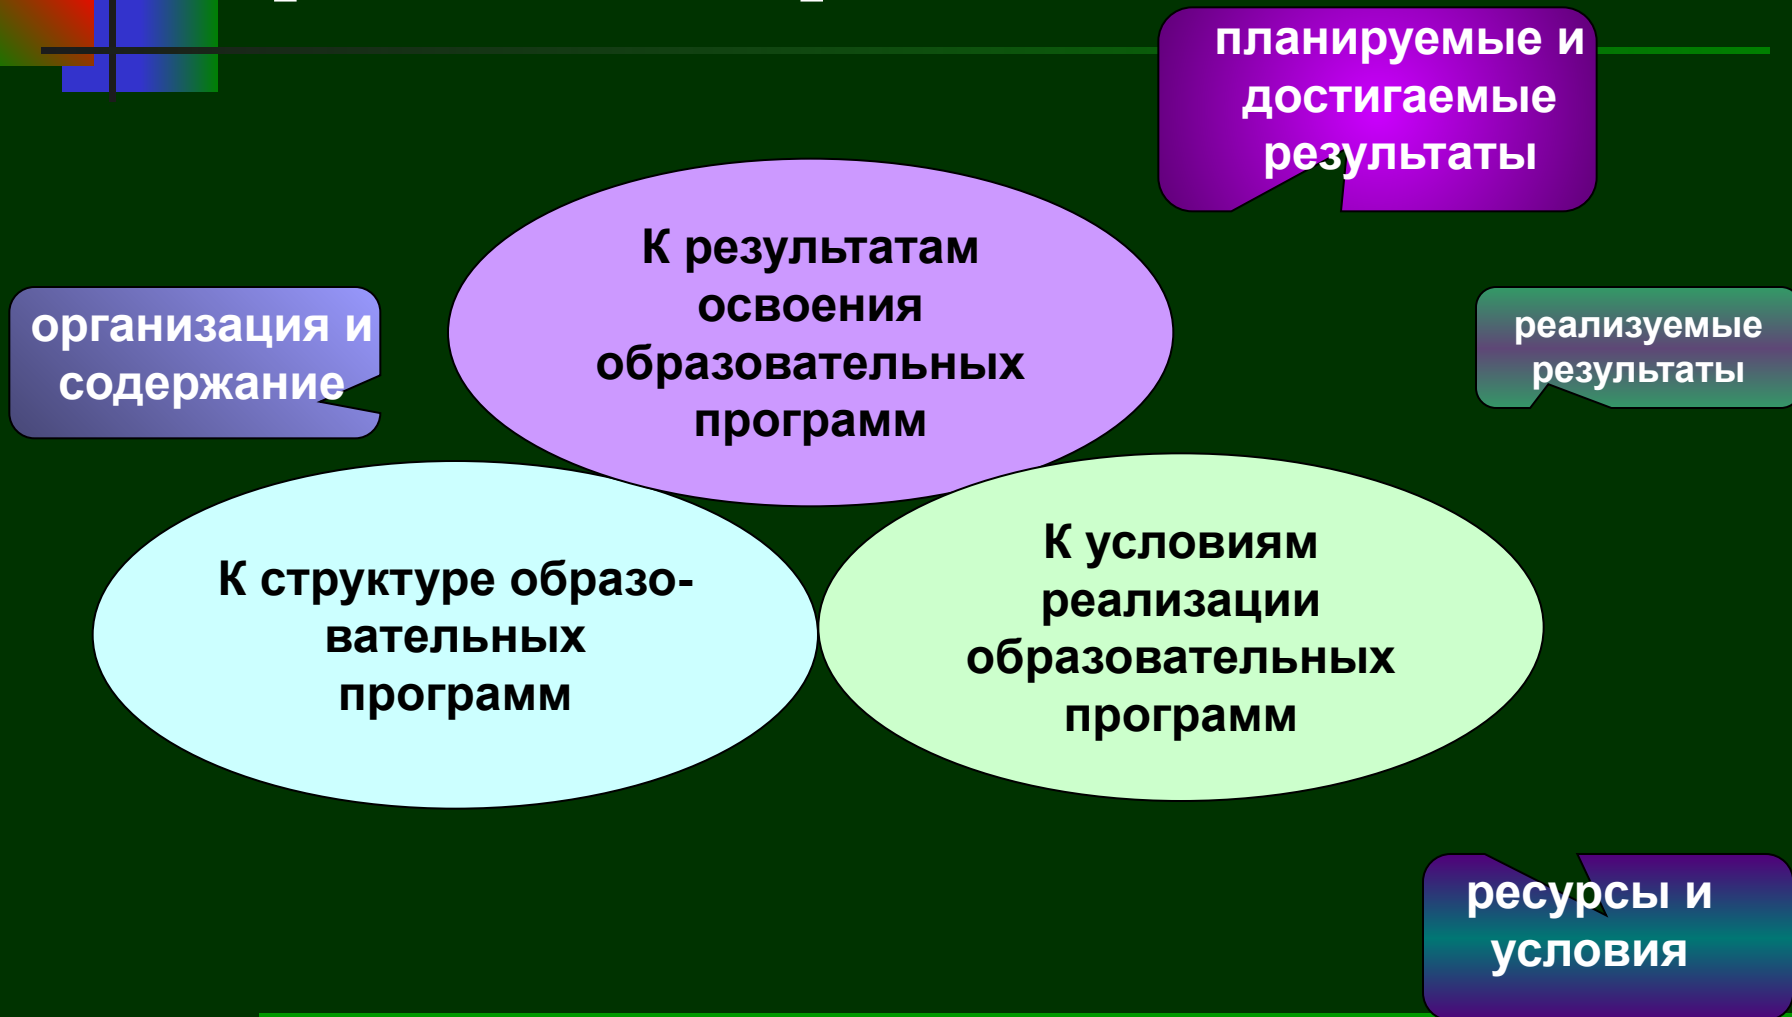 планируемые и
достигаемые
результаты
К результатам
освоения
образовательных
программ
организация и
содержание
реализуемые
результаты
К структуре образо-
вательных
программ
К условиям
реализации
образовательных
программ
ресурсы и
условия